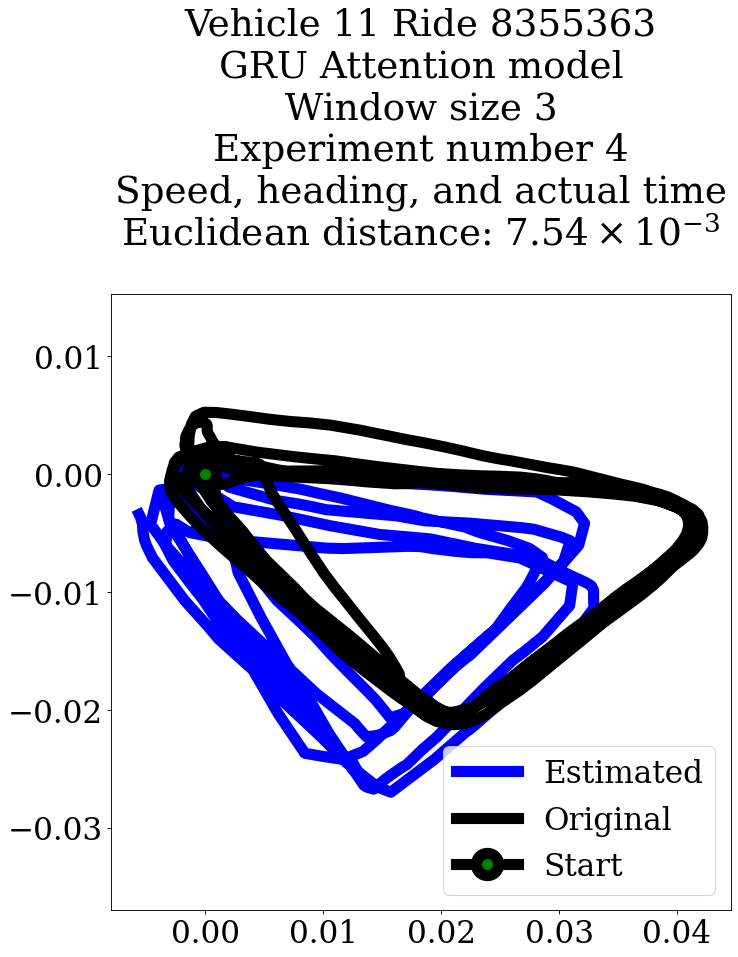 Vehicle 11 Ride 8355363
GRU Attention model
Window size 3
Experiment number 4
Speed, heading, and actual time
Euclidean distance: 7.54 × 10⁻³
0.01
0.00
−0.01
−0.02
−0.03
Estimated
Original
Start
0.00 0.01 0.02 0.03 0.04